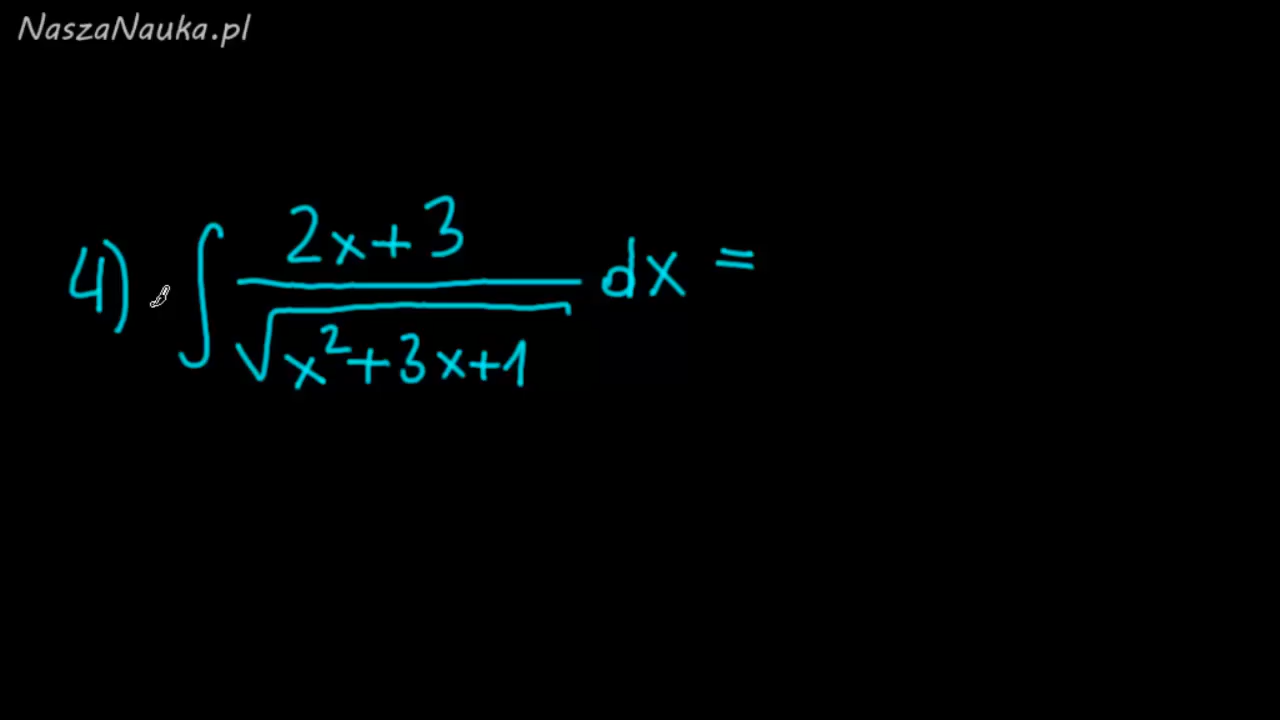 NaszaNauka.pl
4) ∫ (2x+3)/√(x²+3x+1) dx =